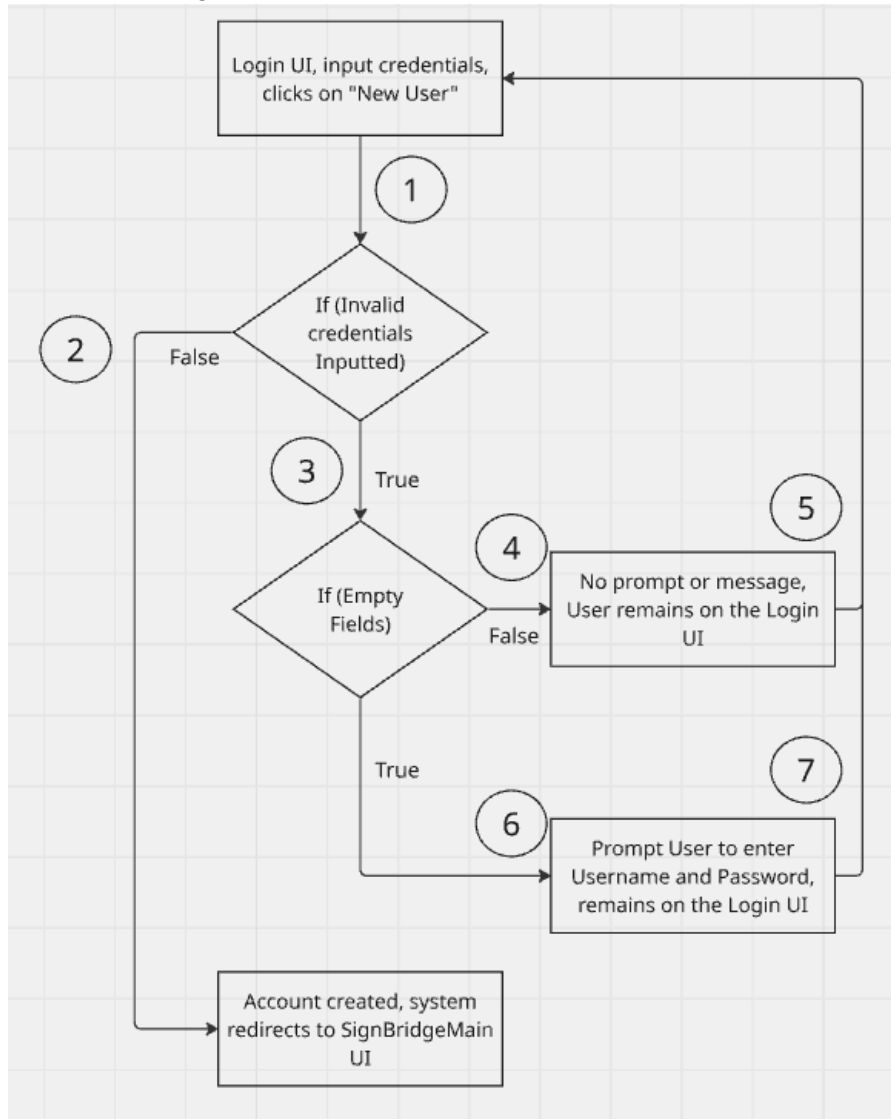 Login UI, input credentials,
clicks on "New User"
1
If (Invalid
credentials
Inputted)
2
False
3
True
If (Empty
Fields)
4
False
5
No prompt or message,
User remains on the Login
UI
True
6
7
Prompt User to enter
Username and Password,
remains on the Login UI
Account created, system
redirects to SignBridgeMain
UI